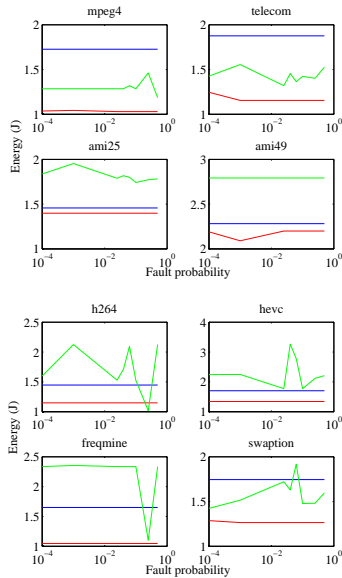 mpeg4 telecom
2 2
1.5 1.5
1 1
10^-4 10^-2 10^0 10^-4 10^-2 10^0
Energy (J)
ami25 ami49
2 3
1.5 2
1 1
10^-4 10^-2 10^0 10^-4 10^-2 10^0
Fault probability
h264 hevc
2.5 4
2 3
1.5 2
1 1
10^-4 10^-2 10^0 10^-4 10^-2 10^0
Energy (J)
freqmine swaption
2.5 2
2
1.5 1.5
1 1
10^-4 10^-2 10^0 10^-4 10^-2 10^0
Fault probability